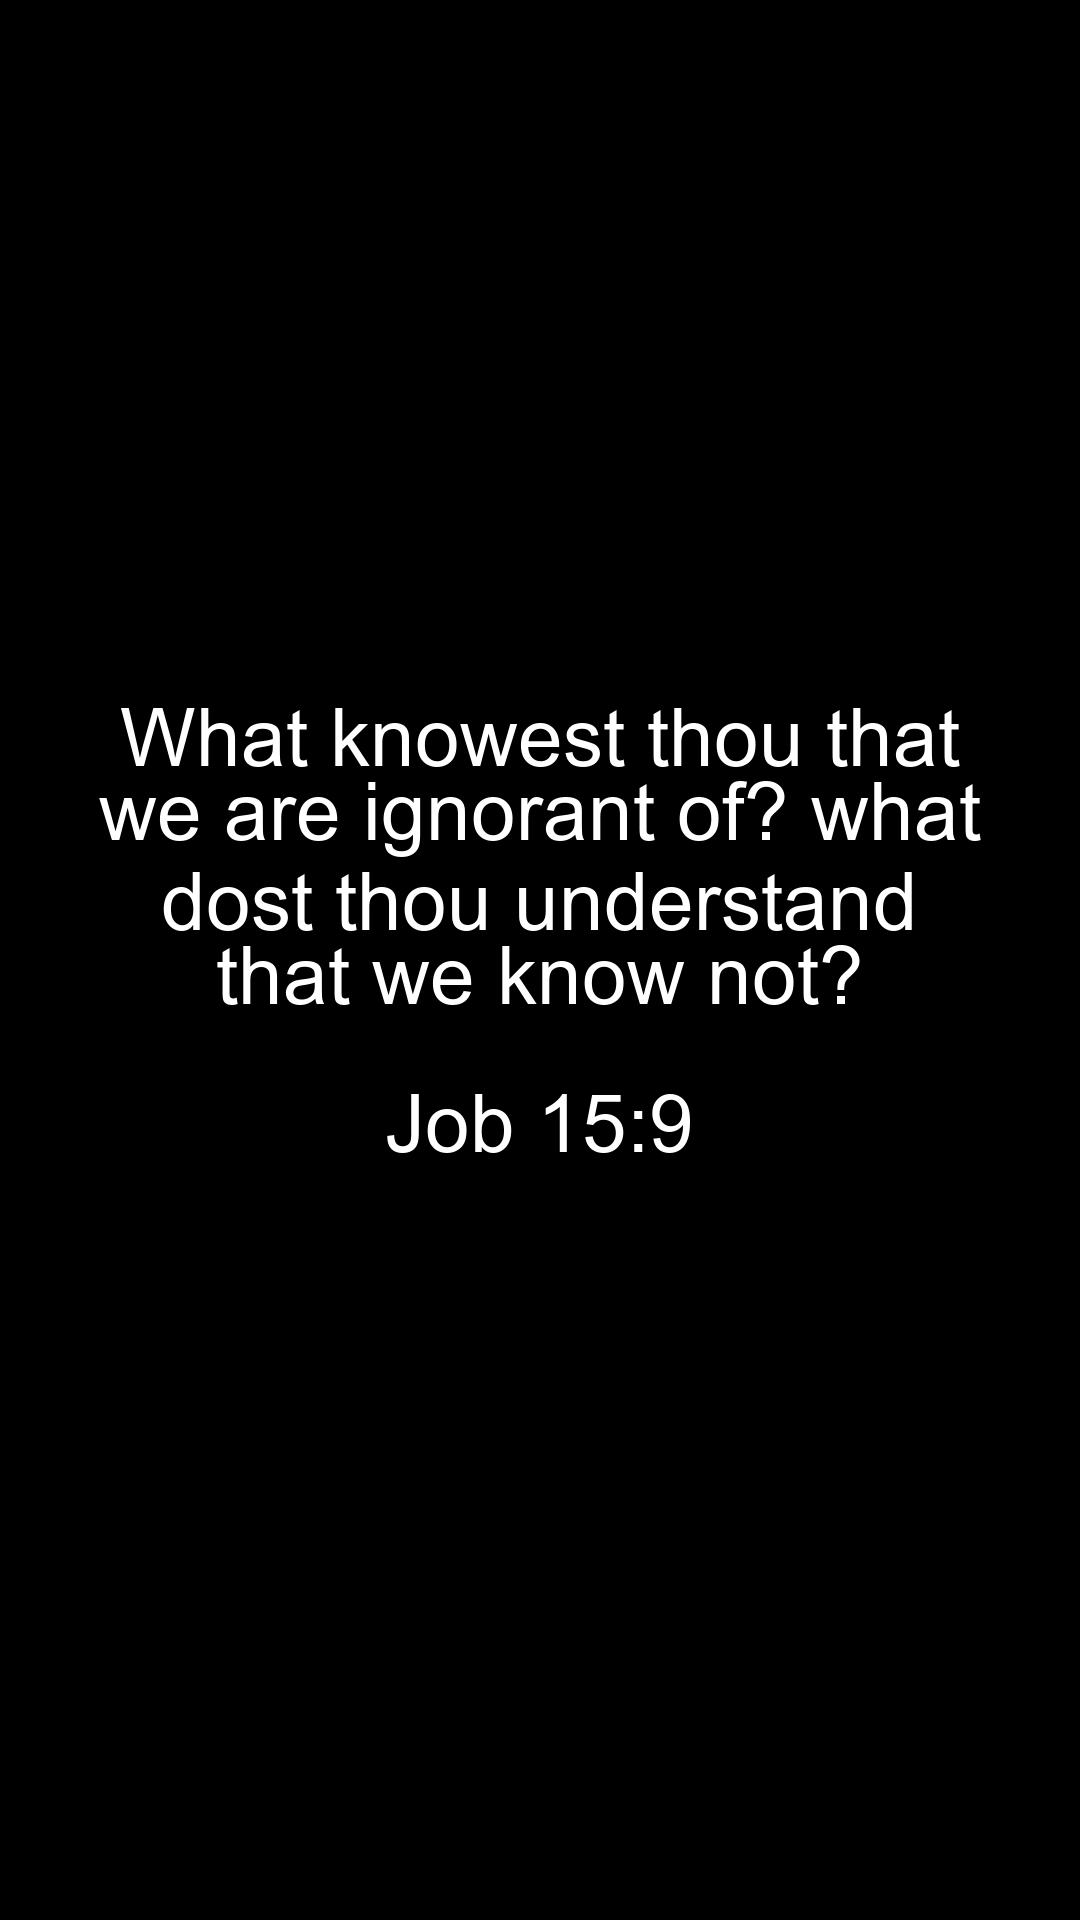 What knowest thou that
we are ignorant of? what
dost thou understand
that we know not?
Job 15:9